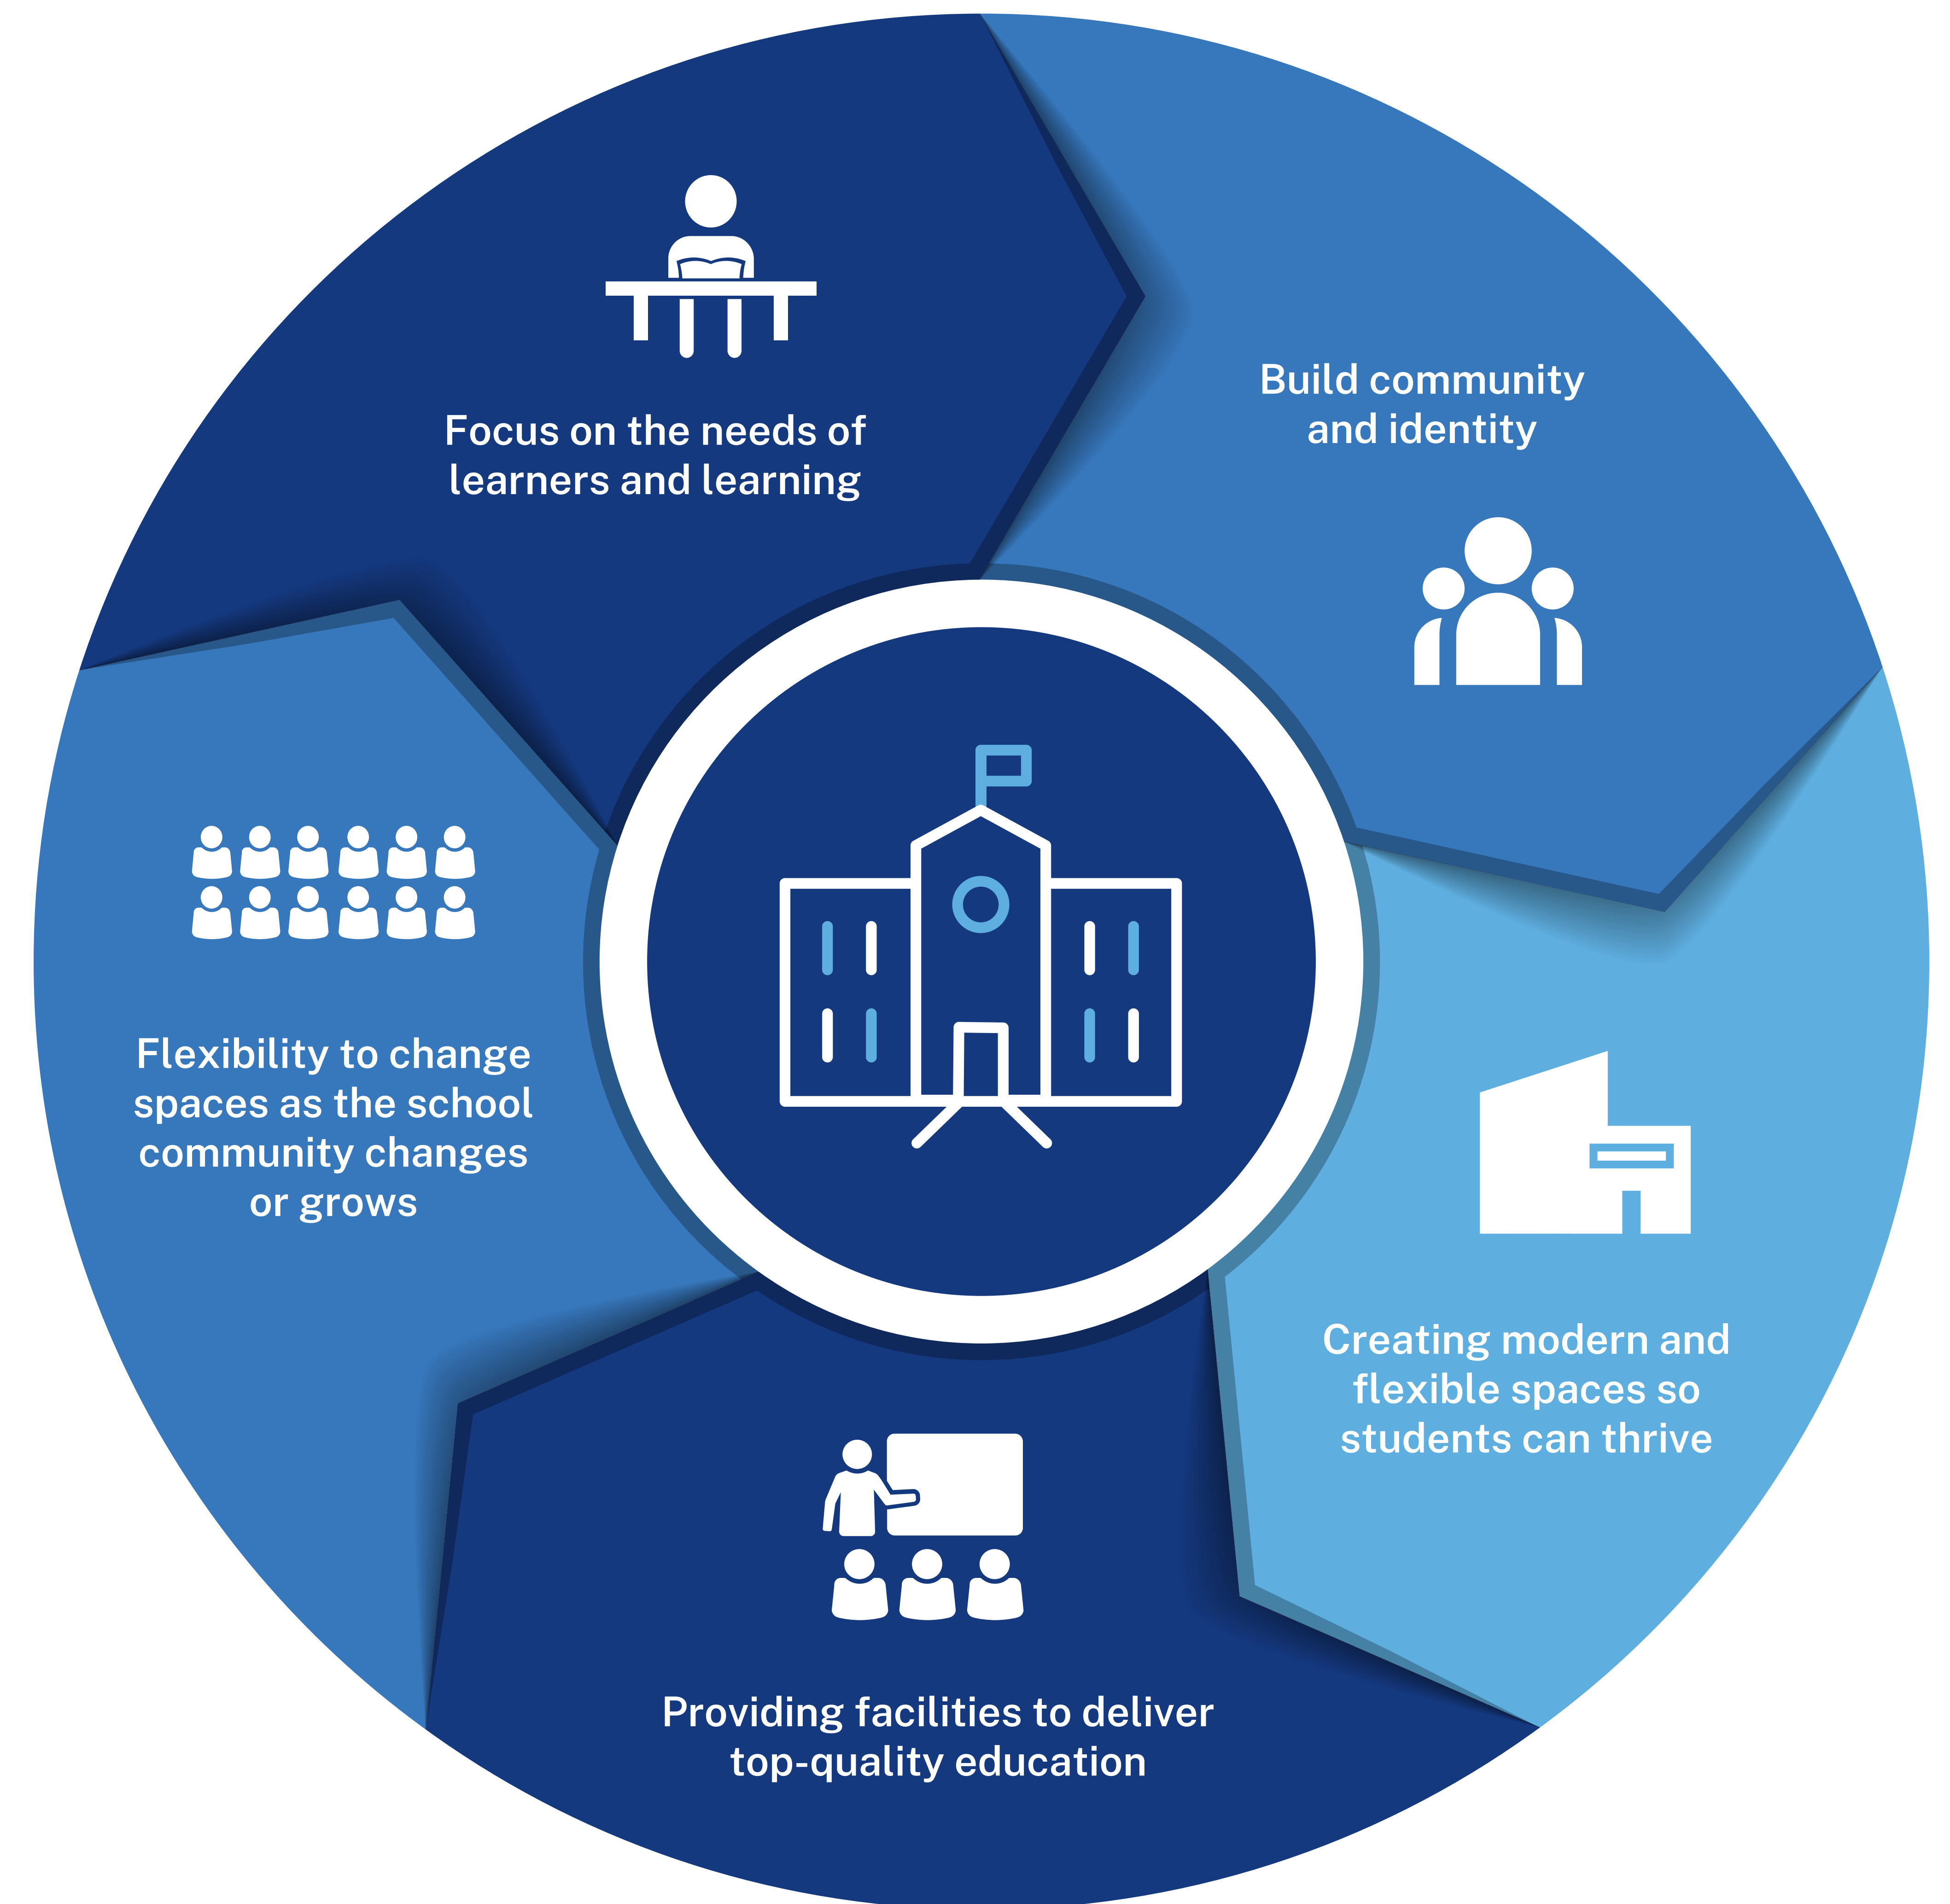 Focus on the needs of
learners and learning
Build community
and identity
Creating modern and
flexible spaces so
students can thrive
Providing facilities to deliver
top-quality education
Flexibility to change
spaces as the school
community changes
or grows